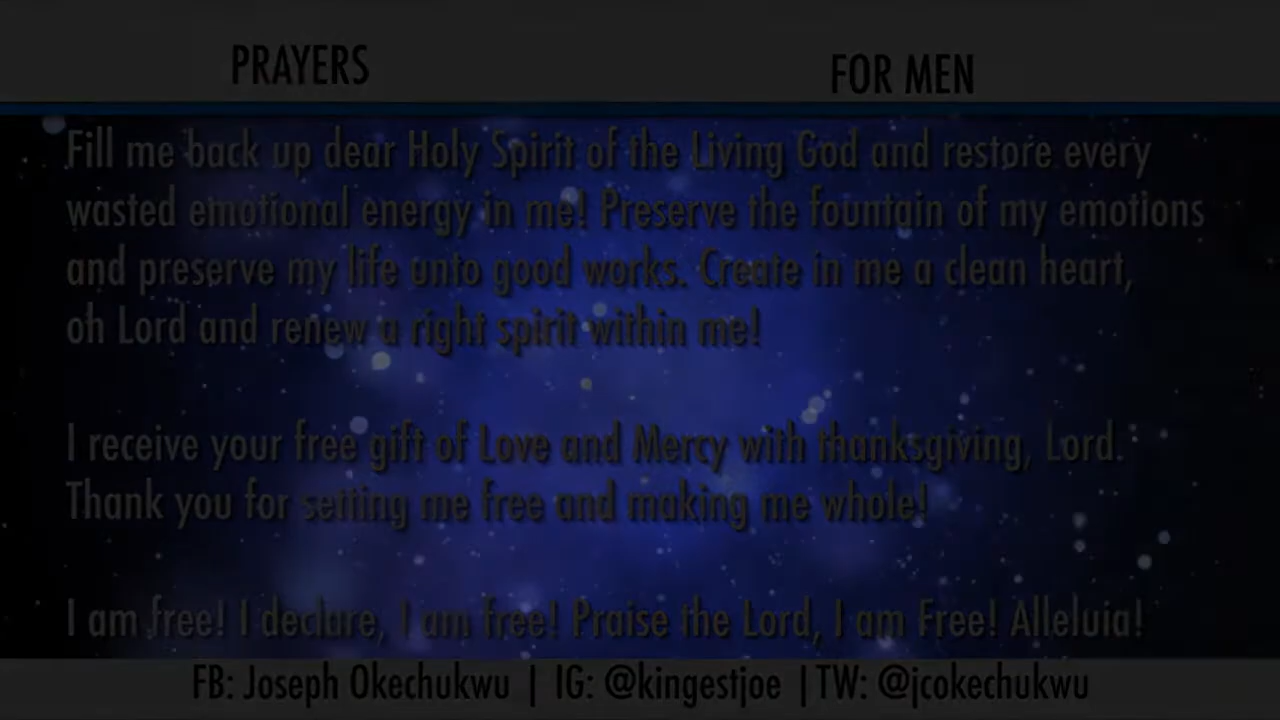 PRAYERS FOR MEN
Fill me back up dear Holy Spirit of the Living God and restore every
wasted emotional energy in me! Preserve the fountain of my emotions
and preserve my life unto good works. Create in me a clean heart,
oh Lord and renew a right spirit within me!
I receive your free gift of Love and Mercy with thanksgiving, Lord.
Thank you for setting me free and making me whole!
I am free! I declare, I am free! Praise the Lord, I am Free! Alleluia!
FB: Joseph Okechukwu | IG: @kingestjoe | TW: @jcokechukwu